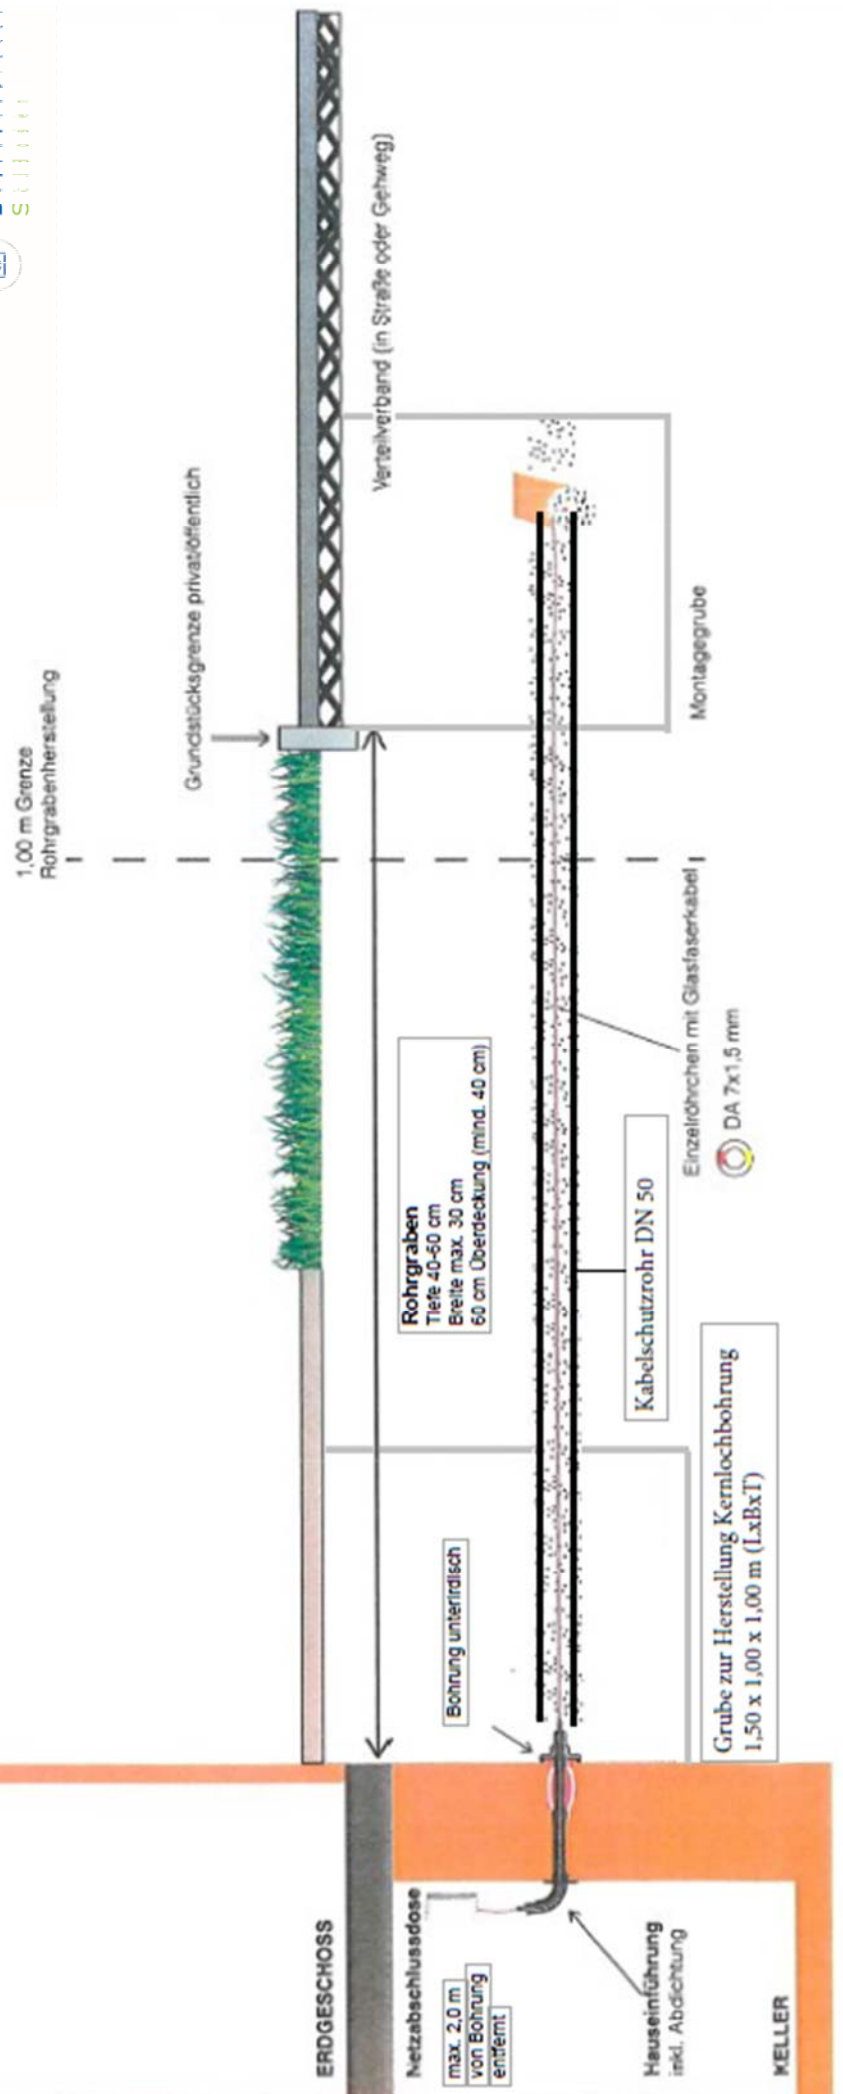 1,00 m Grenze
Rohrgrabenherstellung
Grundstücksgrenze privat/öffentlich
Verteilverband (in Straße oder Gehweg)
Montagegrube
Rohrgraben
Tiefe 40-60 cm
Breite max. 30 cm
60 cm Überdeckung (mind. 40 cm)
Einzelröhrchen mit Glasfaserkabel
DA 7x1,5 mm
Kabelschutzrohr DN 50
Bohrung unterirdisch
Grube zur Herstellung Kernlochbohrung
1,50 x 1,00 x 1,00 m (LxBxT)
ERDGESCHOSS
Netzabschlussdose
max. 2,0 m
von Bohrung
entfernt
Hauseinführung
inkl. Abdichtung
KELLER